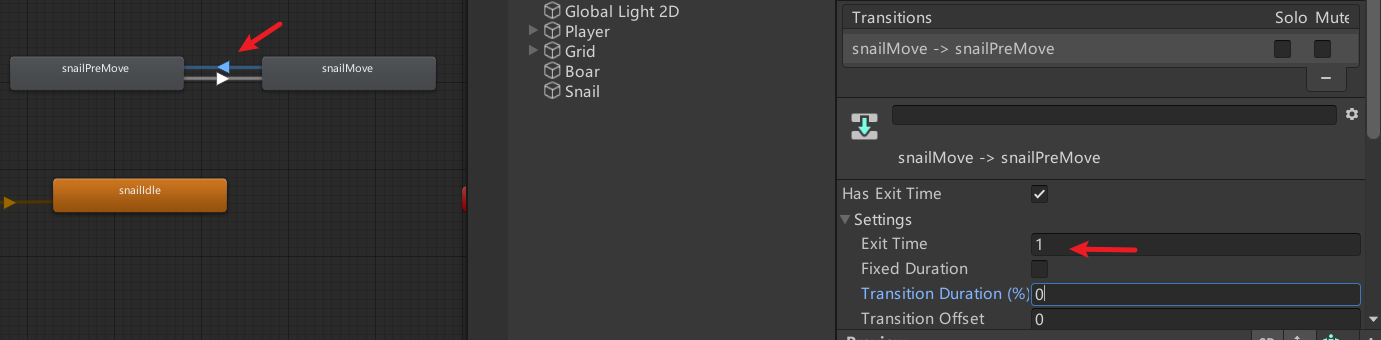 snailPreMove
snailMove
snailIdle
Global Light 2D
Player
Grid
Boar
Snail
Transitions Solo Mute
snailMove -> snailPreMove
snailMove -> snailPreMove
Has Exit Time
Settings
Exit Time 1
Fixed Duration
Transition Duration (%) 0
Transition Offset 0